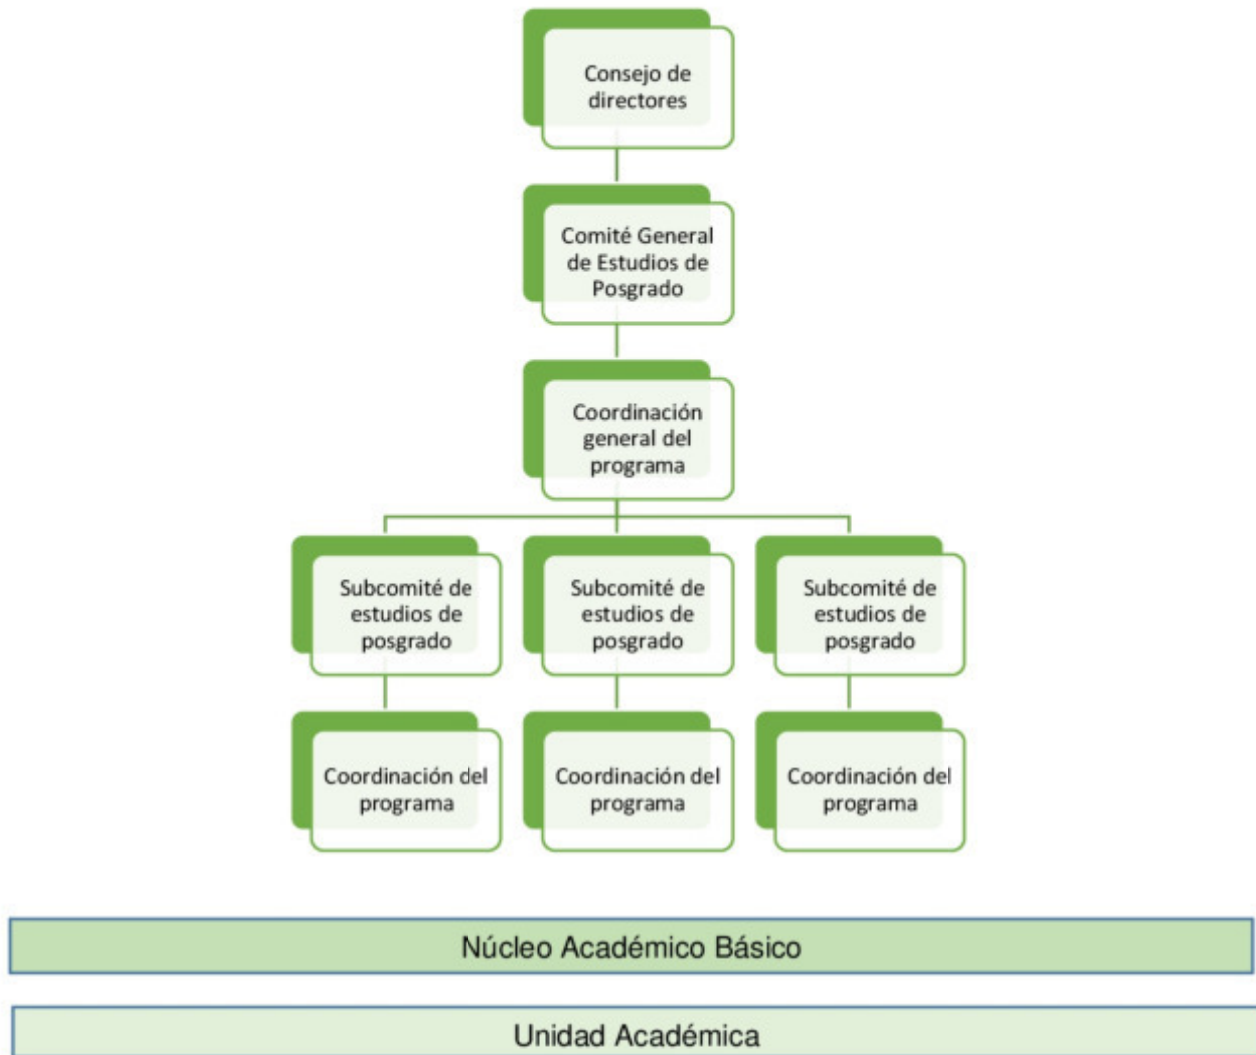 Consejo de
directores
Comité General
de Estudios de
Posgrado
Coordinación
general del
programa
Subcomité de
estudios de
posgrado
Subcomité de
estudios de
posgrado
Subcomité de
estudios de
posgrado
Coordinación del
programa
Coordinación del
programa
Coordinación del
programa
Núcleo Académico Básico
Unidad Académica